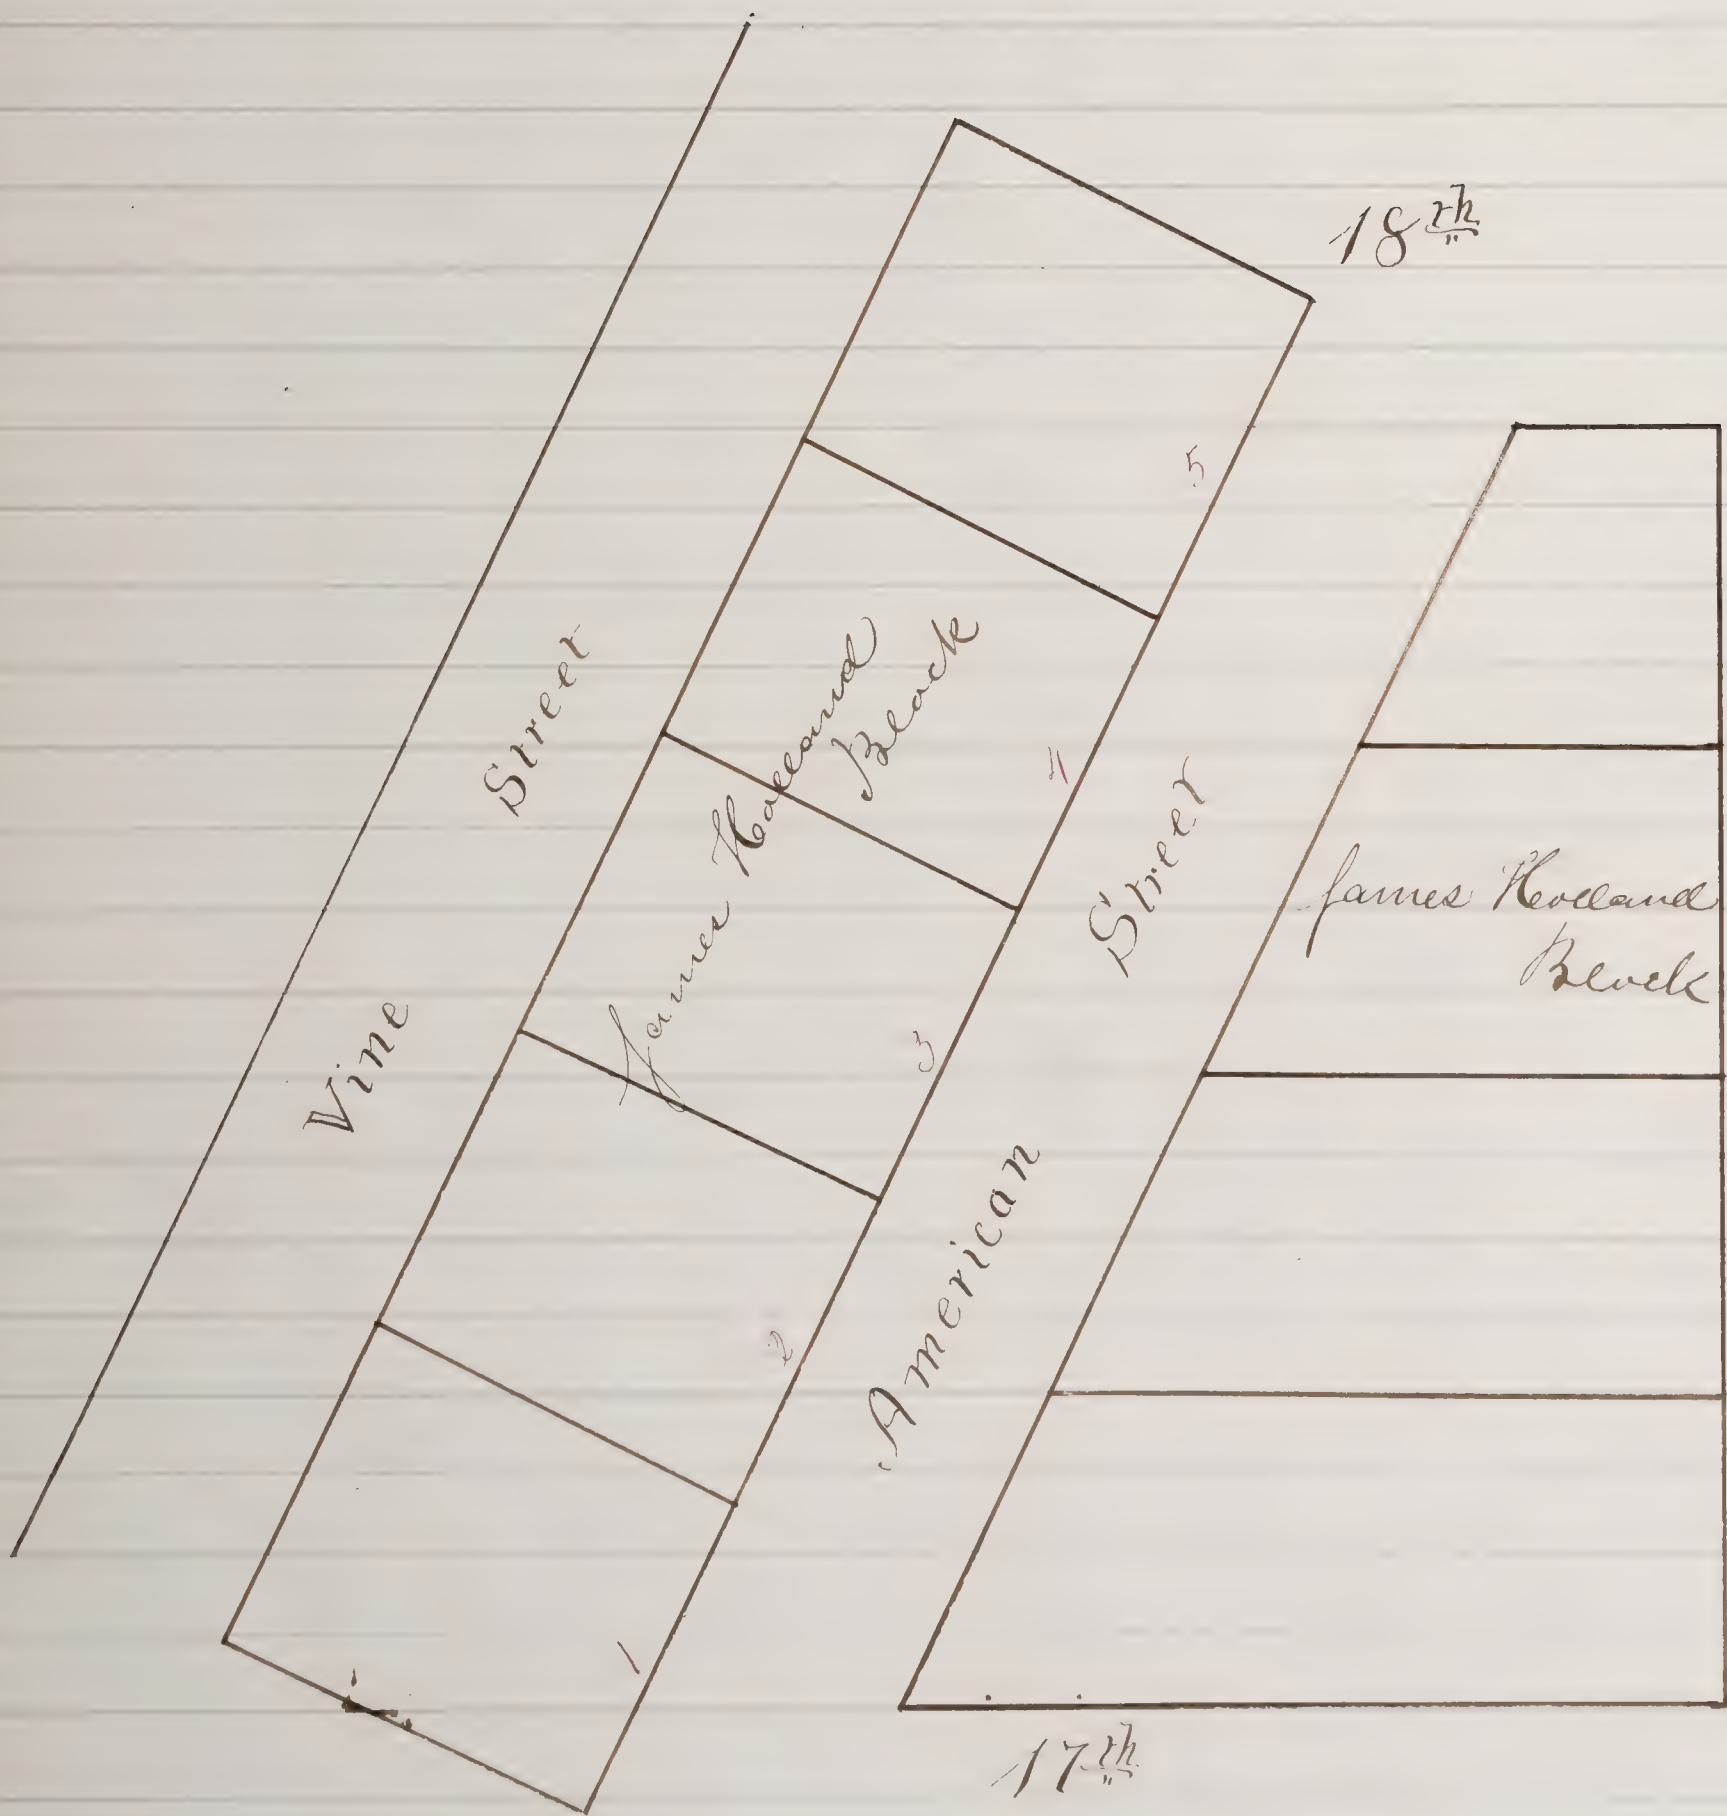 18th
5
Vine Street
James Holland
Block
4
American Street
James Holland
Block
3
2
1
17th